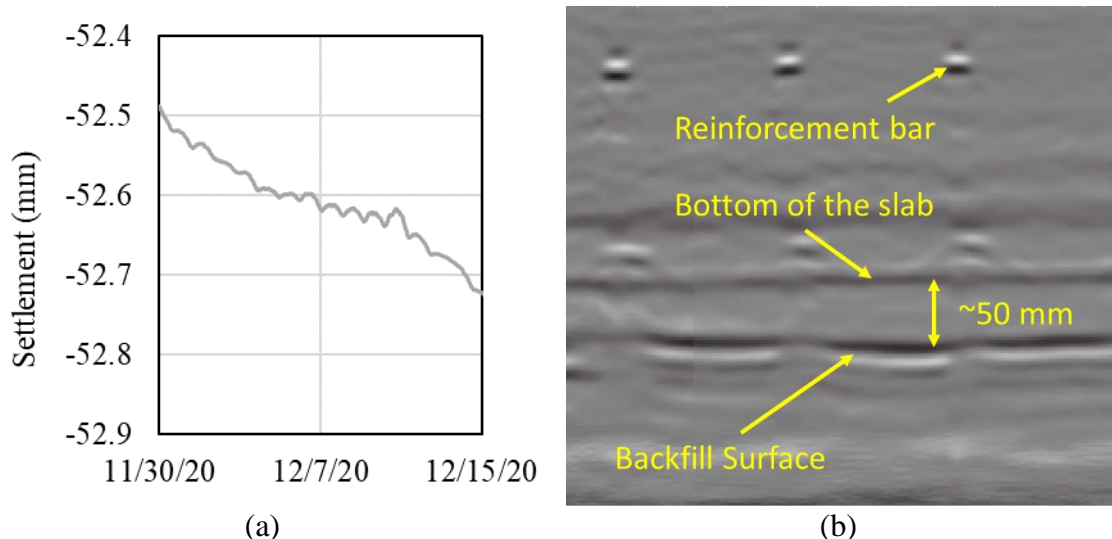 -52.4
-52.5
-52.6
-52.7
-52.8
-52.9
Settlement (mm)
11/30/20 12/7/20 12/15/20
(a)
Reinforcement bar
Bottom of the slab
~50 mm
Backfill Surface
(b)